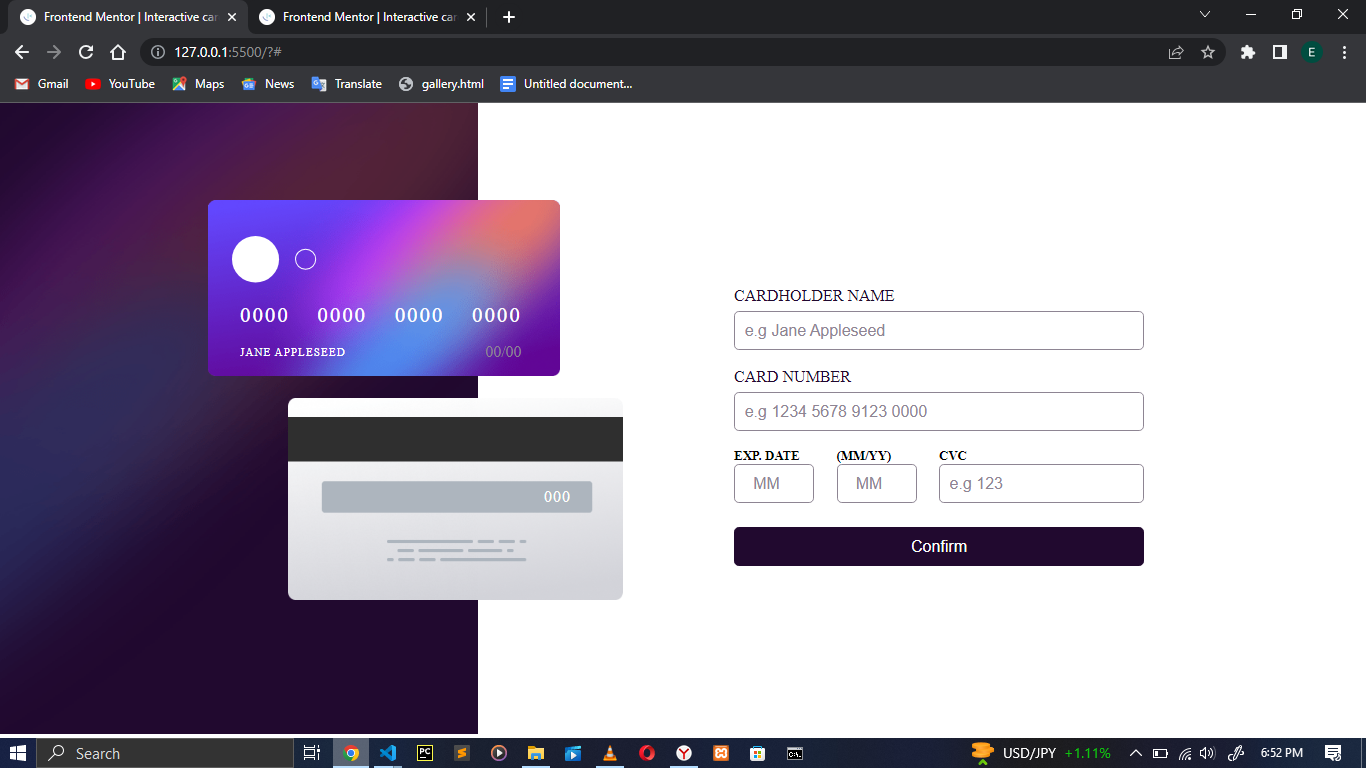 Frontend Mentor | Interactive car
Frontend Mentor | Interactive car
127.0.0.1:5500/?#
E
Gmail
YouTube
Maps
News
Translate
gallery.html
Untitled document...
0000 0000 0000 0000
JANE APPLESEED 00/00
000
CARDHOLDER NAME
e.g Jane Appleseed
CARD NUMBER
e.g 1234 5678 9123 0000
EXP. DATE (MM/YY) CVC
MM MM e.g 123
Confirm
Search
PC
USD/JPY +1.11%
6:52 PM